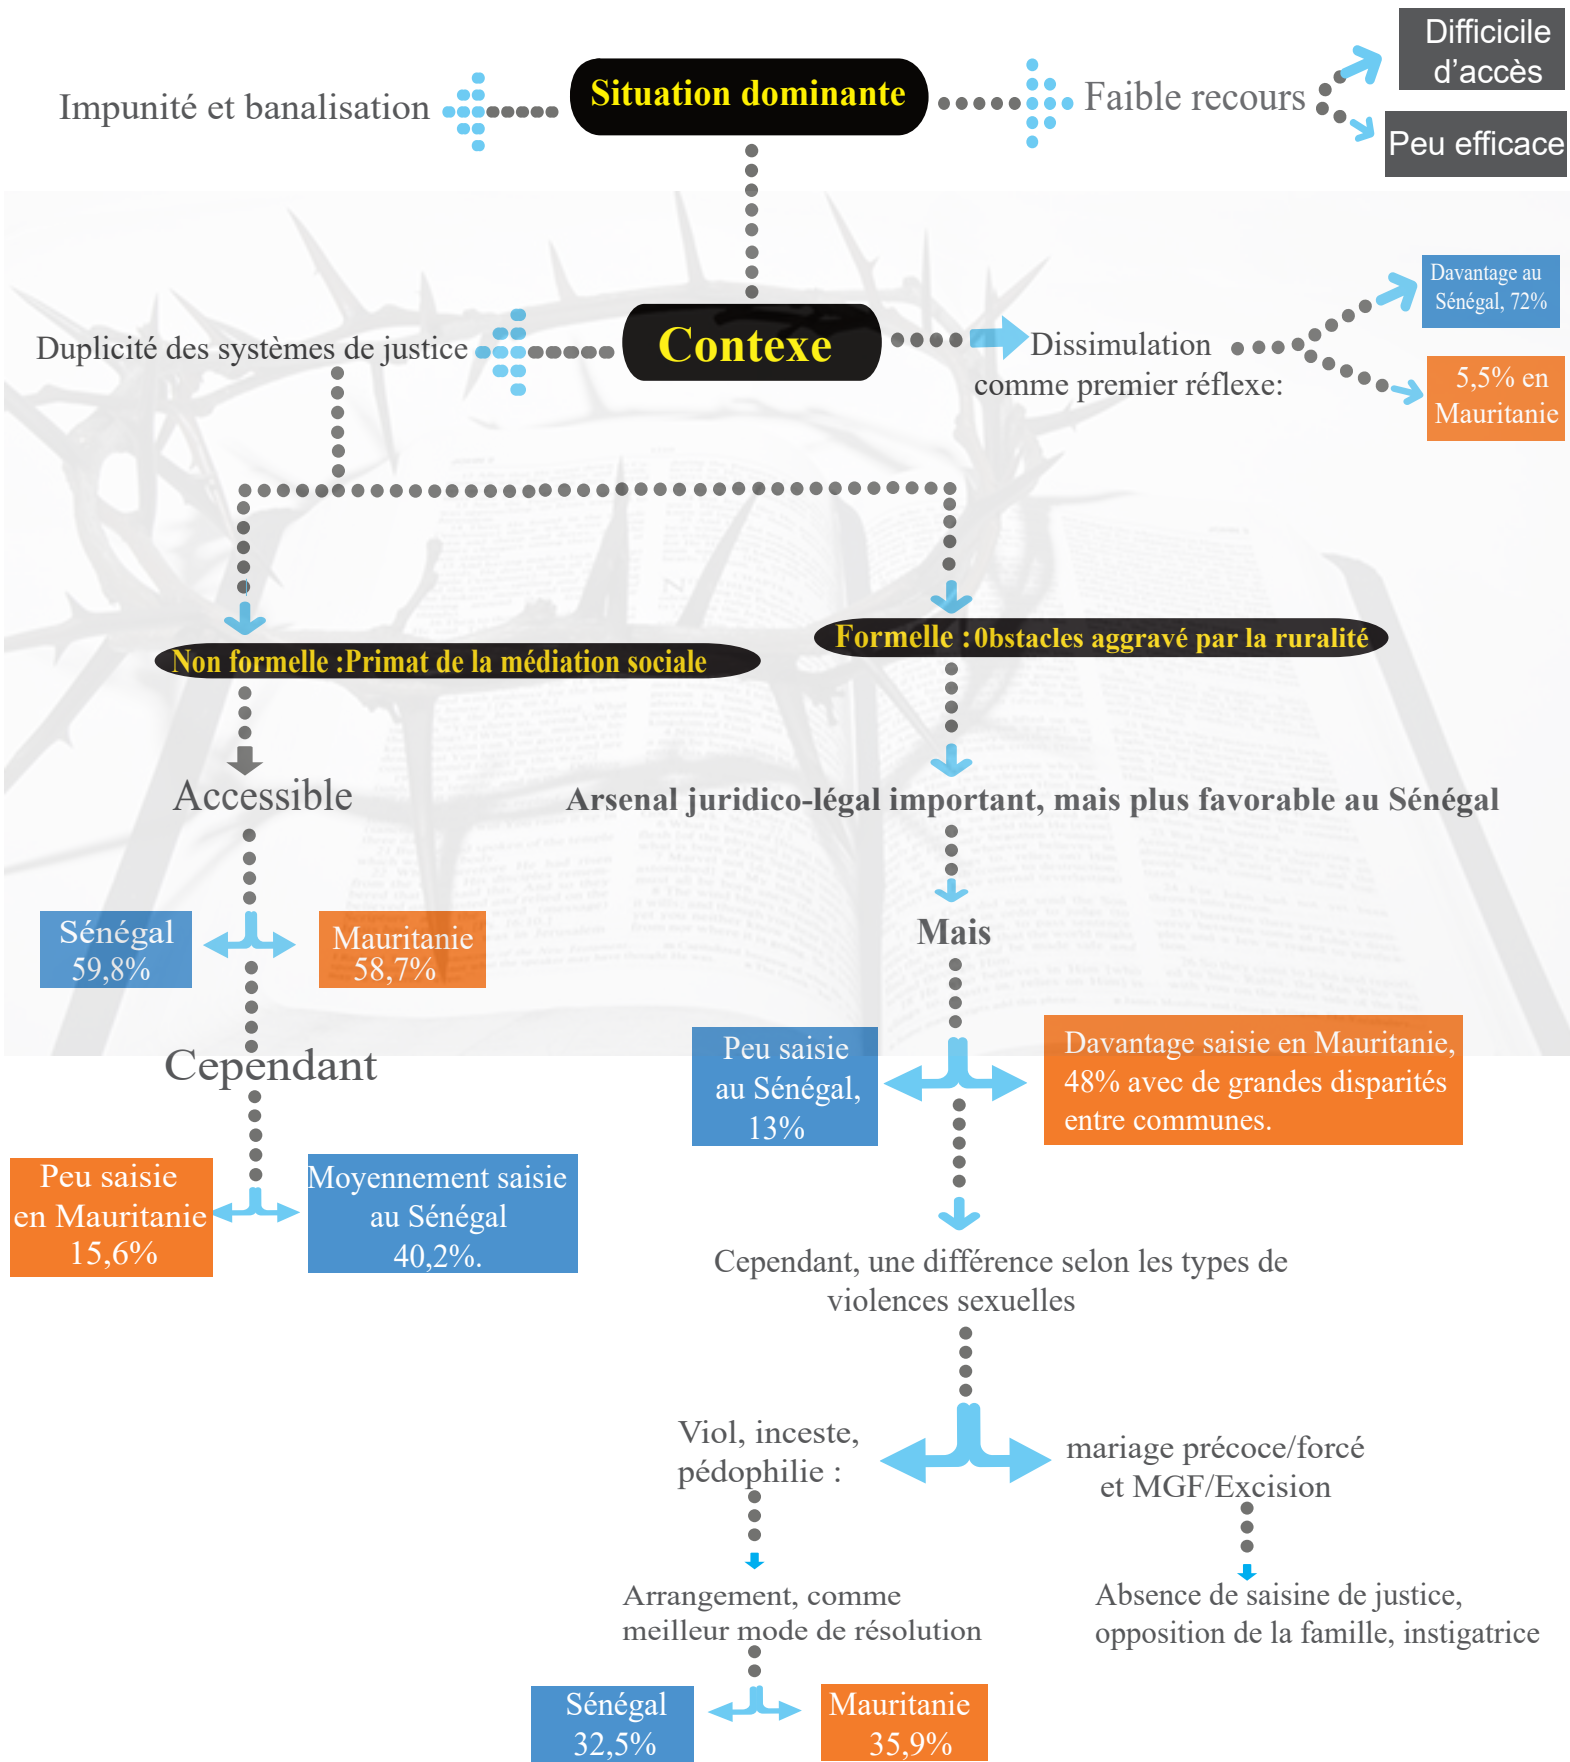 Impunité et banalisation
Situation dominante
Faible recours
Difficicile
d'accès
Peu efficace
Duplicité des systèmes de justice
Contexe
Dissimulation
comme premier réflexe:
Davantage au
Sénégal, 72%
5,5% en
Mauritanie
Non formelle :Primat de la médiation sociale
Formelle : 0bstacles aggravé par la ruralité
Accessible
Arsenal juridico-légal important, mais plus favorable au Sénégal
Sénégal
59,8%
Mauritanie
58,7%
Mais
Cependant
Peu saisie
au Sénégal,
13%
Davantage saisie en Mauritanie,
48% avec de grandes disparités
entre communes.
Peu saisie
en Mauritanie
15,6%
Moyennement saisie
au Sénégal
40,2%.
Cependant, une différence selon les types de
violences sexuelles
Viol, inceste,
pédophilie :
mariage précoce/forcé
et MGF/Excision
Arrangement, comme
meilleur mode de résolution
Absence de saisine de justice,
opposition de la famille, instigatrice
Sénégal
32,5%
Mauritanie
35,9%